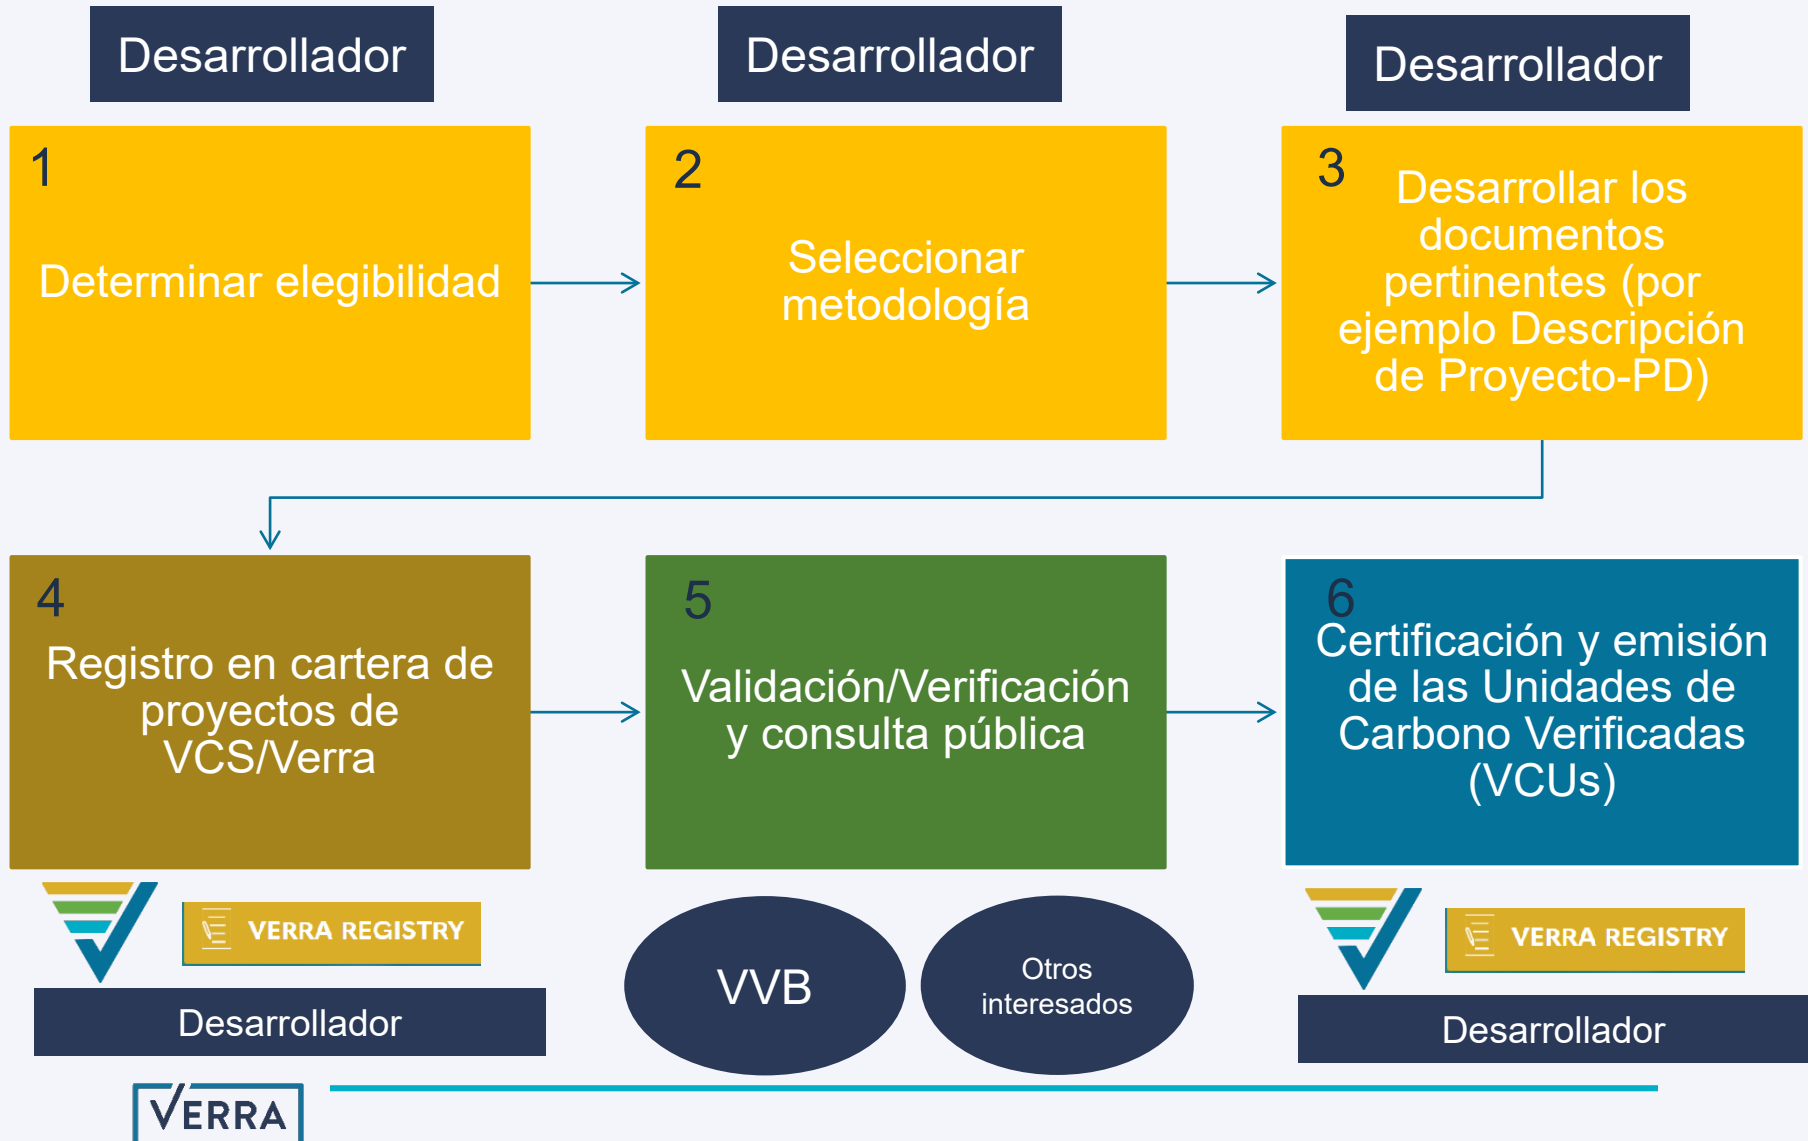 Desarrollador
Desarrollador
Desarrollador
1
Determinar elegibilidad
2
Seleccionar
metodología
3
Desarrollar los
documentos
pertinentes (por
ejemplo Descripción
de Proyecto-PD)
4
Registro en cartera de
proyectos de
VCS/Verra
5
Validación/Verificación
y consulta pública
6
Certificación y emisión
de las Unidades de
Carbono Verificadas
(VCUs)
VERRA REGISTRY
Desarrollador
VVB
Otros
interesados
VERRA REGISTRY
Desarrollador
VERRA